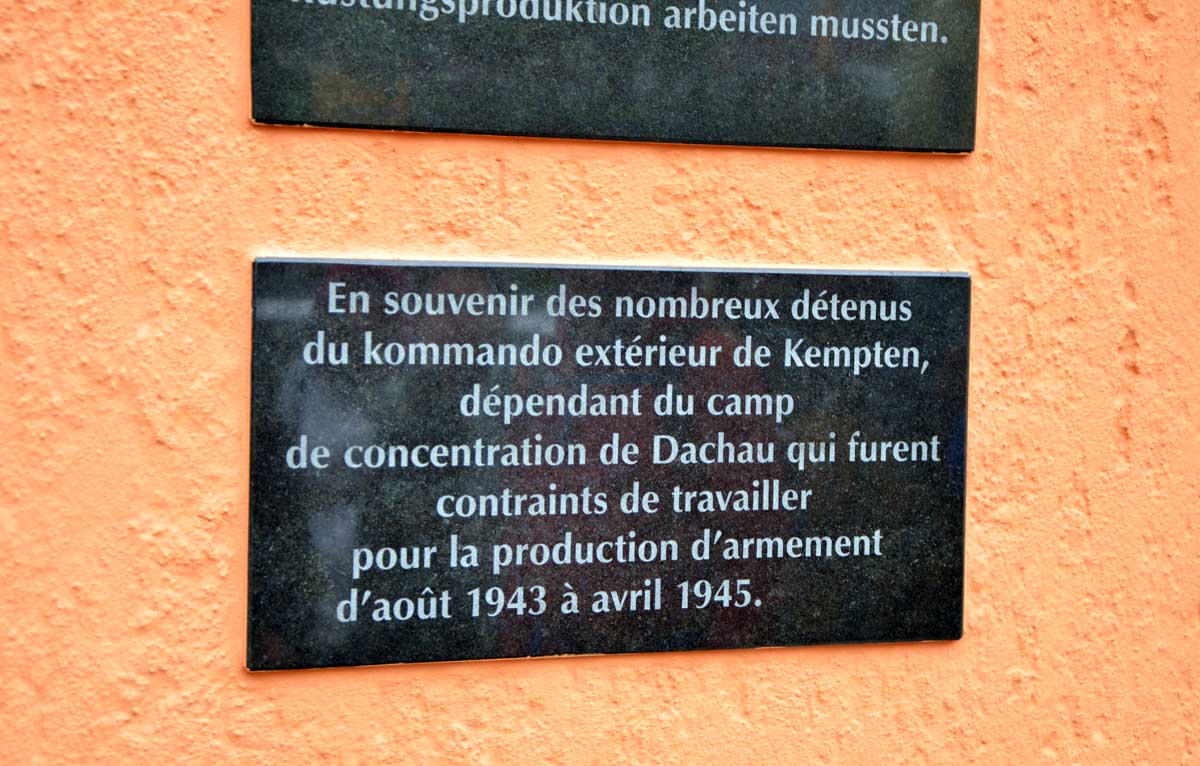 Rüstungsproduktion arbeiten mussten.
En souvenir des nombreux détenus
du kommando extérieur de Kempten,
dépendant du camp
de concentration de Dachau qui furent
contraints de travailler
pour la production d’armement
d’août 1943 à avril 1945.